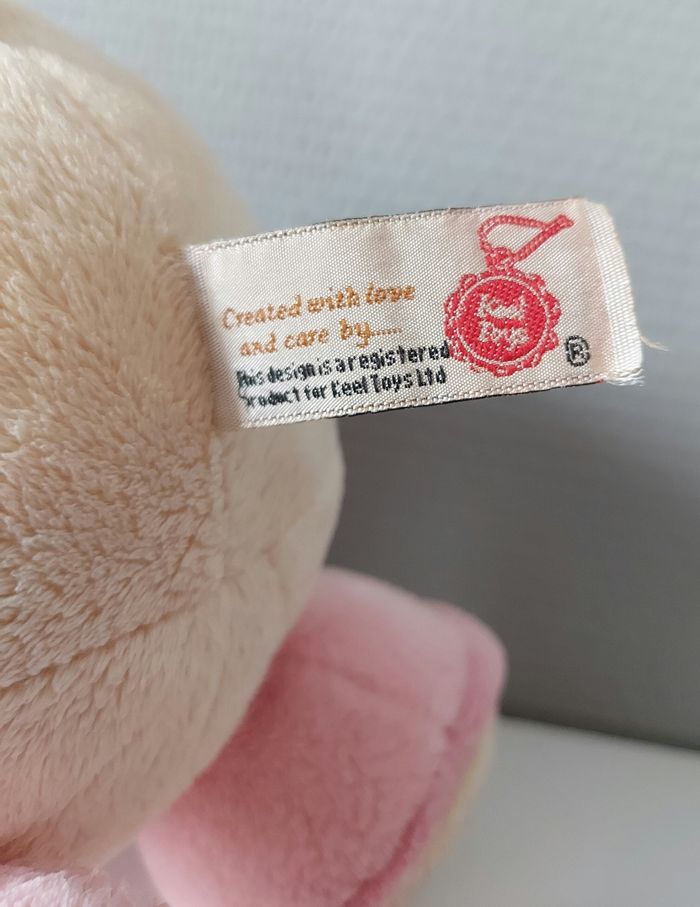 Created with love
and care by......
This design is a registered
Product for Keel Toys Ltd
Keel
Toys
®